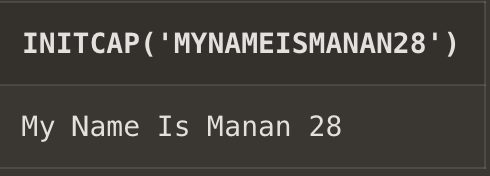 INITCAP('MYNAMEISMANAN28')
My Name Is Manan 28